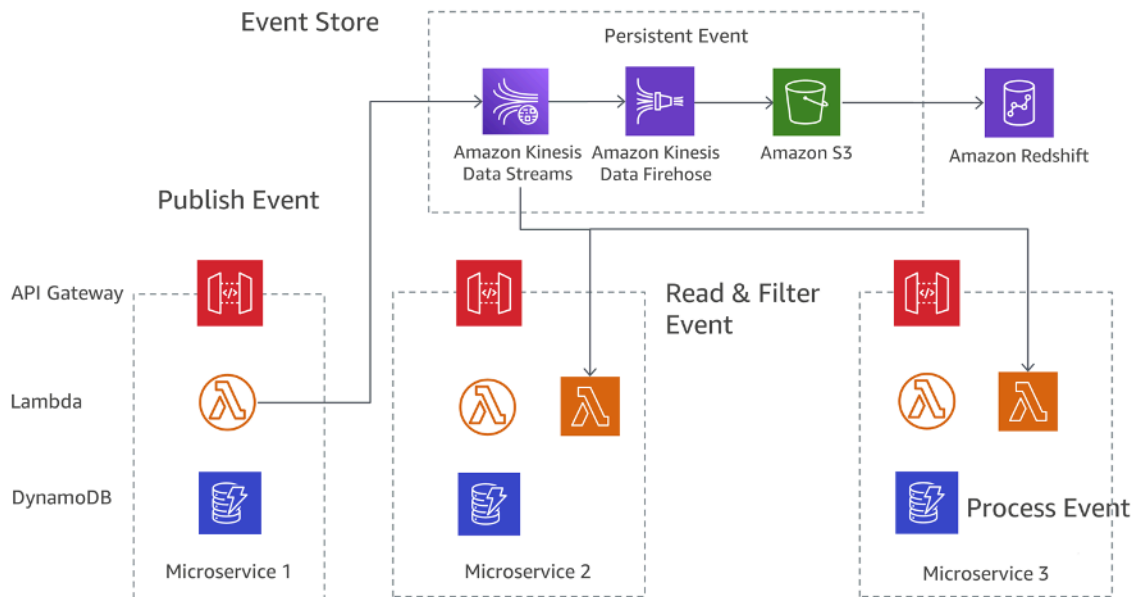 Event Store
Persistent Event
Amazon Kinesis
Data Streams
Amazon Kinesis
Data Firehose
Amazon S3
Amazon Redshift
Publish Event
API Gateway
Read & Filter
Event
Lambda
DynamoDB
Process Event
Microservice 1
Microservice 2
Microservice 3